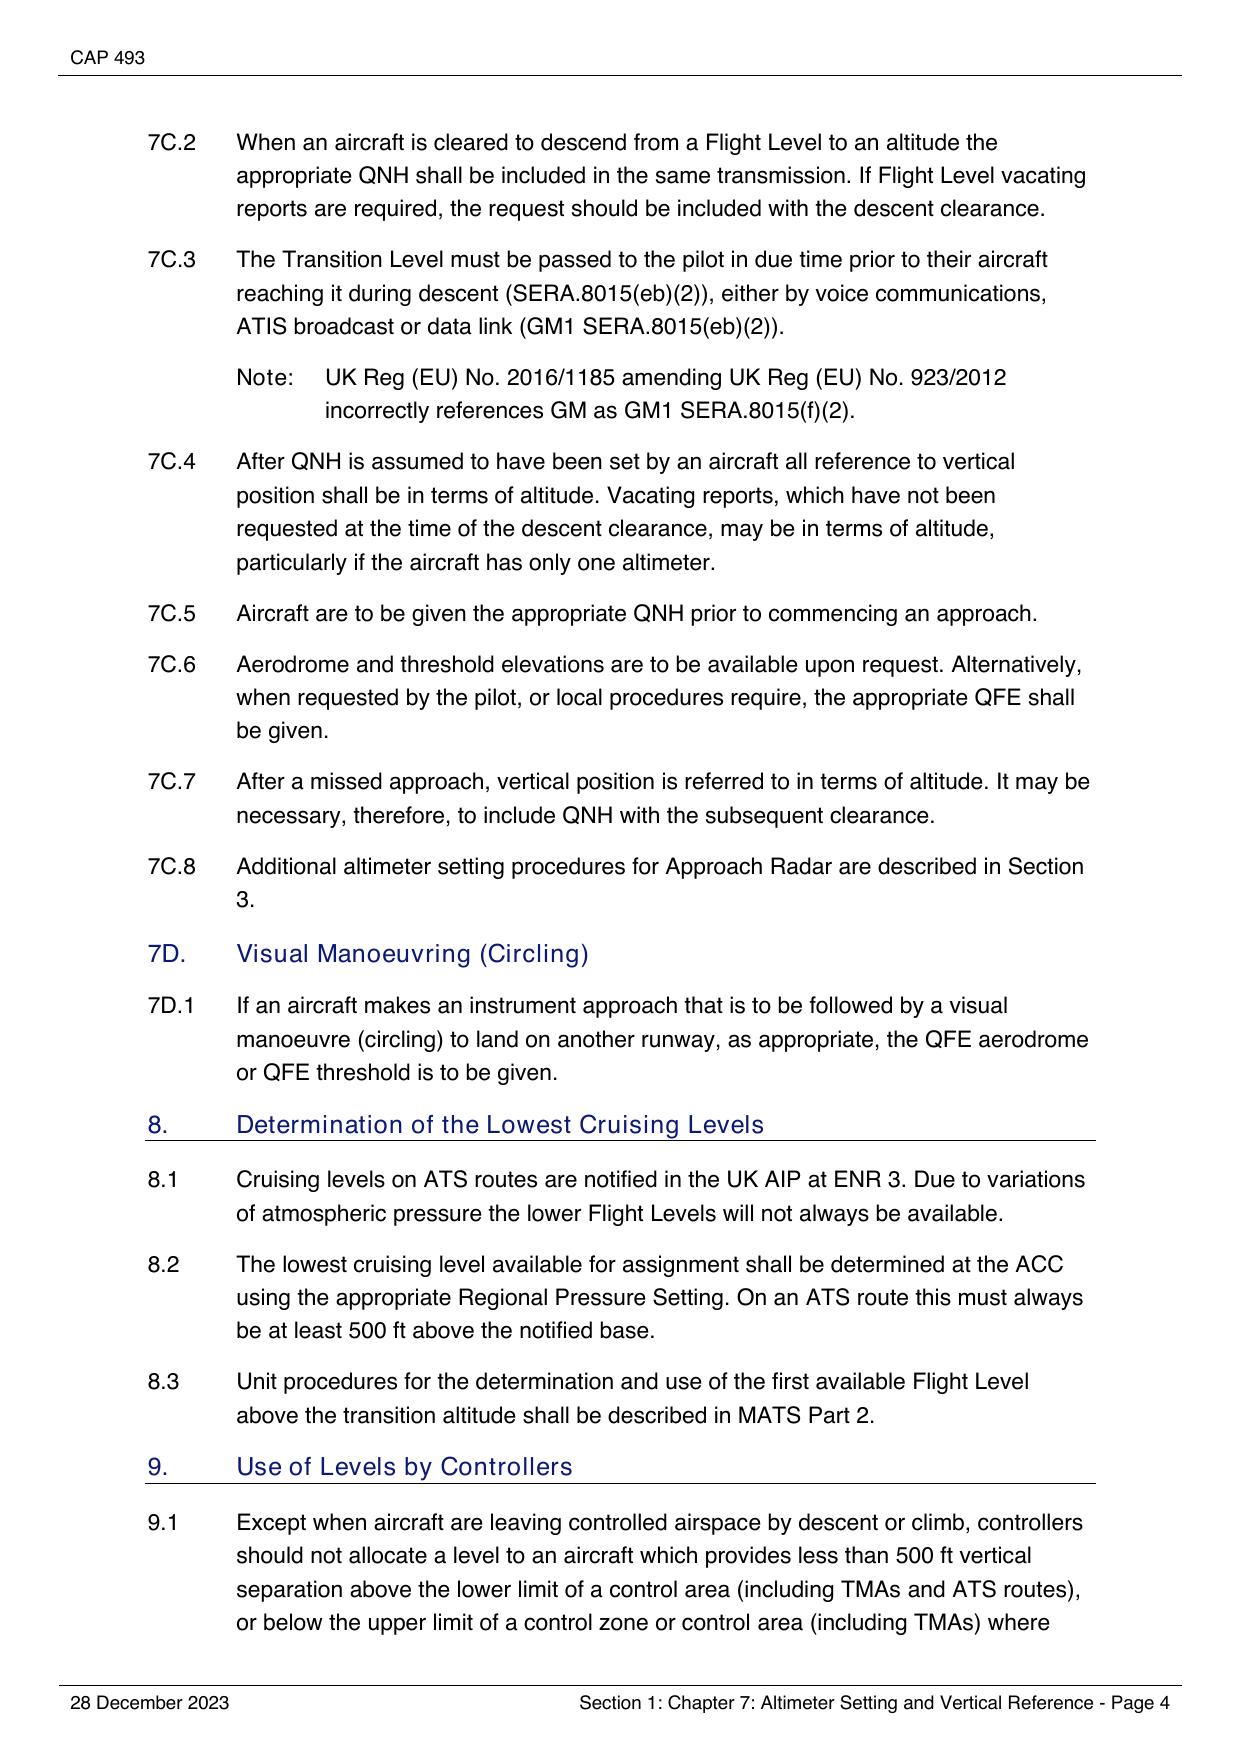 CAP 493
7C.2 When an aircraft is cleared to descend from a Flight Level to an altitude the
appropriate QNH shall be included in the same transmission. If Flight Level vacating
reports are required, the request should be included with the descent clearance.
7C.3 The Transition Level must be passed to the pilot in due time prior to their aircraft
reaching it during descent (SERA.8015(eb)(2)), either by voice communications,
ATIS broadcast or data link (GM1 SERA.8015(eb)(2)).
Note: UK Reg (EU) No. 2016/1185 amending UK Reg (EU) No. 923/2012
incorrectly references GM as GM1 SERA.8015(f)(2).
7C.4 After QNH is assumed to have been set by an aircraft all reference to vertical
position shall be in terms of altitude. Vacating reports, which have not been
requested at the time of the descent clearance, may be in terms of altitude,
particularly if the aircraft has only one altimeter.
7C.5 Aircraft are to be given the appropriate QNH prior to commencing an approach.
7C.6 Aerodrome and threshold elevations are to be available upon request. Alternatively,
when requested by the pilot, or local procedures require, the appropriate QFE shall
be given.
7C.7 After a missed approach, vertical position is referred to in terms of altitude. It may be
necessary, therefore, to include QNH with the subsequent clearance.
7C.8 Additional altimeter setting procedures for Approach Radar are described in Section
3.
7D. Visual Manoeuvring (Circling)
7D.1 If an aircraft makes an instrument approach that is to be followed by a visual
manoeuvre (circling) to land on another runway, as appropriate, the QFE aerodrome
or QFE threshold is to be given.
8. Determination of the Lowest Cruising Levels
8.1 Cruising levels on ATS routes are notified in the UK AIP at ENR 3. Due to variations
of atmospheric pressure the lower Flight Levels will not always be available.
8.2 The lowest cruising level available for assignment shall be determined at the ACC
using the appropriate Regional Pressure Setting. On an ATS route this must always
be at least 500 ft above the notified base.
8.3 Unit procedures for the determination and use of the first available Flight Level
above the transition altitude shall be described in MATS Part 2.
9. Use of Levels by Controllers
9.1 Except when aircraft are leaving controlled airspace by descent or climb, controllers
should not allocate a level to an aircraft which provides less than 500 ft vertical
separation above the lower limit of a control area (including TMAs and ATS routes),
or below the upper limit of a control zone or control area (including TMAs) where
28 December 2023 Section 1: Chapter 7: Altimeter Setting and Vertical Reference - Page 4